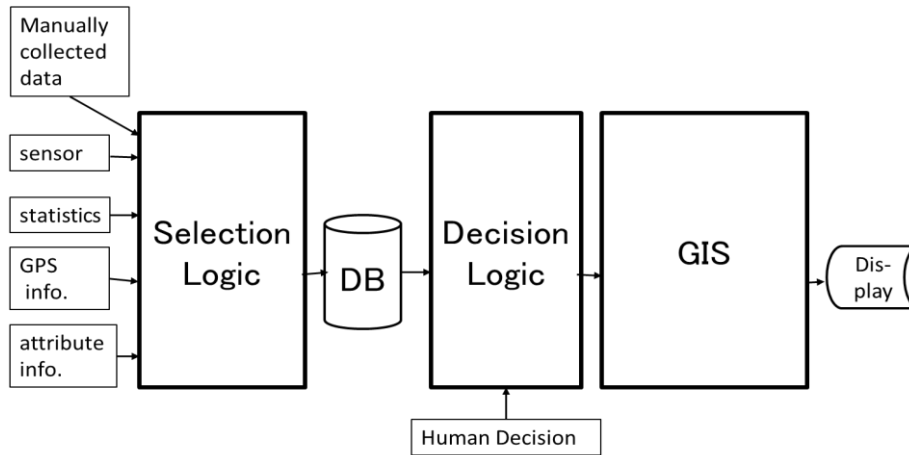 Manually
collected
data
sensor
statistics
GPS
info.
attribute
info.
Selection
Logic
DB
Decision
Logic
Human Decision
GIS
Dis-
play